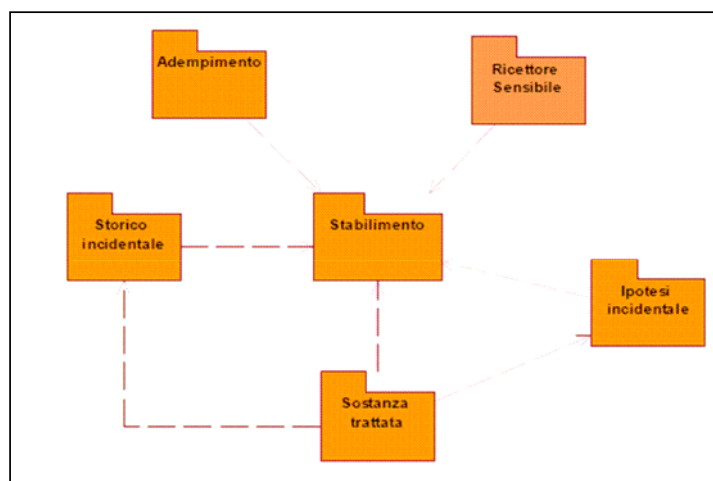 Adempimento
Ricettore
Sensibile
Storico
incidentale
Stabilimento
Ipotesi
incidentale
Sostanza
trattata